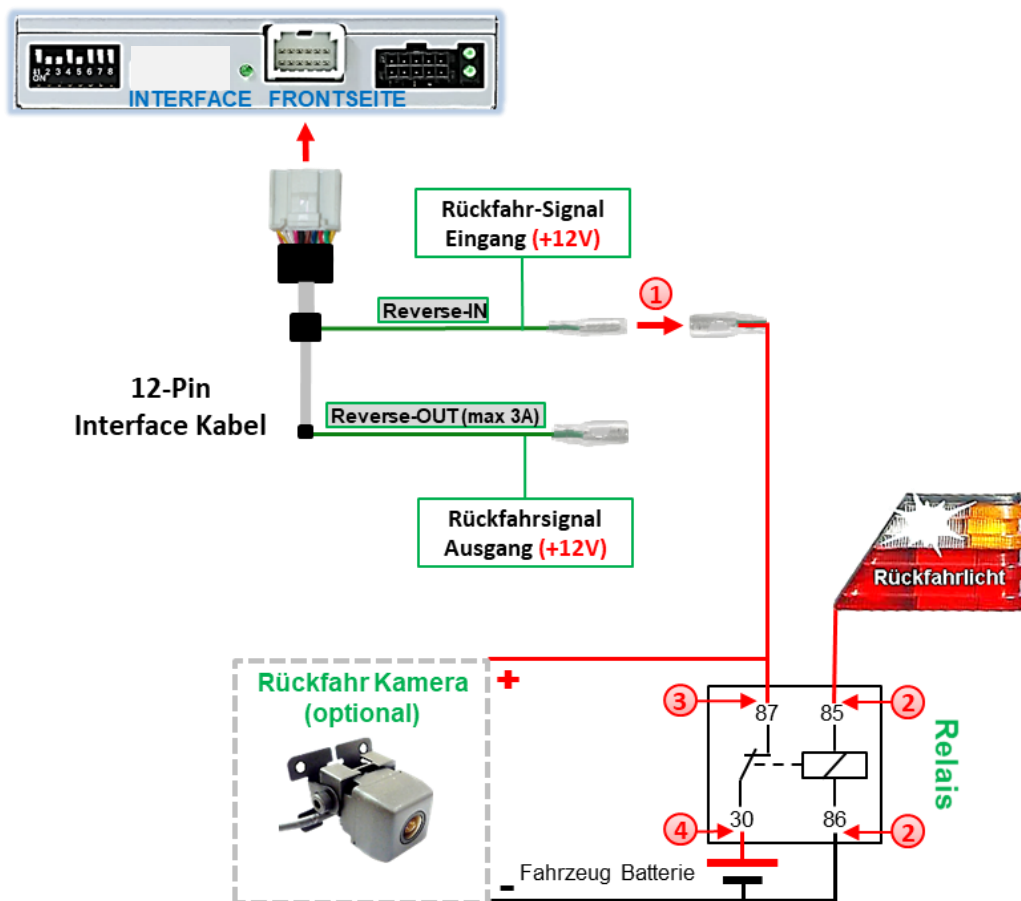 ON
1 2 3 4 5 6 7 8
INTERFACE FRONTSEITE
Rückfahr-Signal
Eingang (+12V)
1
Reverse-IN
12-Pin
Interface Kabel
Reverse-OUT (max 3A)
Rückfahrsignal
Ausgang (+12V)
Rückfahrlicht
Rückfahr Kamera
(optional)
+
3
87
85
2
Relais
30
86
4
2
-
Fahrzeug Batterie